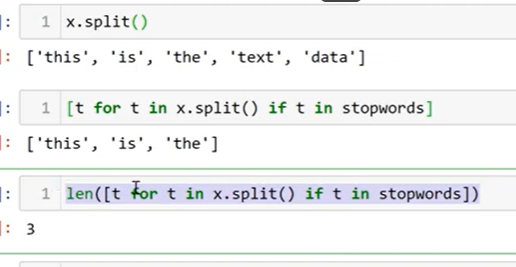 ]: 1 x.split()
]: ['this', 'is', 'the', 'text', 'data']
]: 1 [t for t in x.split() if t in stopwords]
]: ['this', 'is', 'the']
]: 1 len([t for t in x.split() if t in stopwords])
]: 3